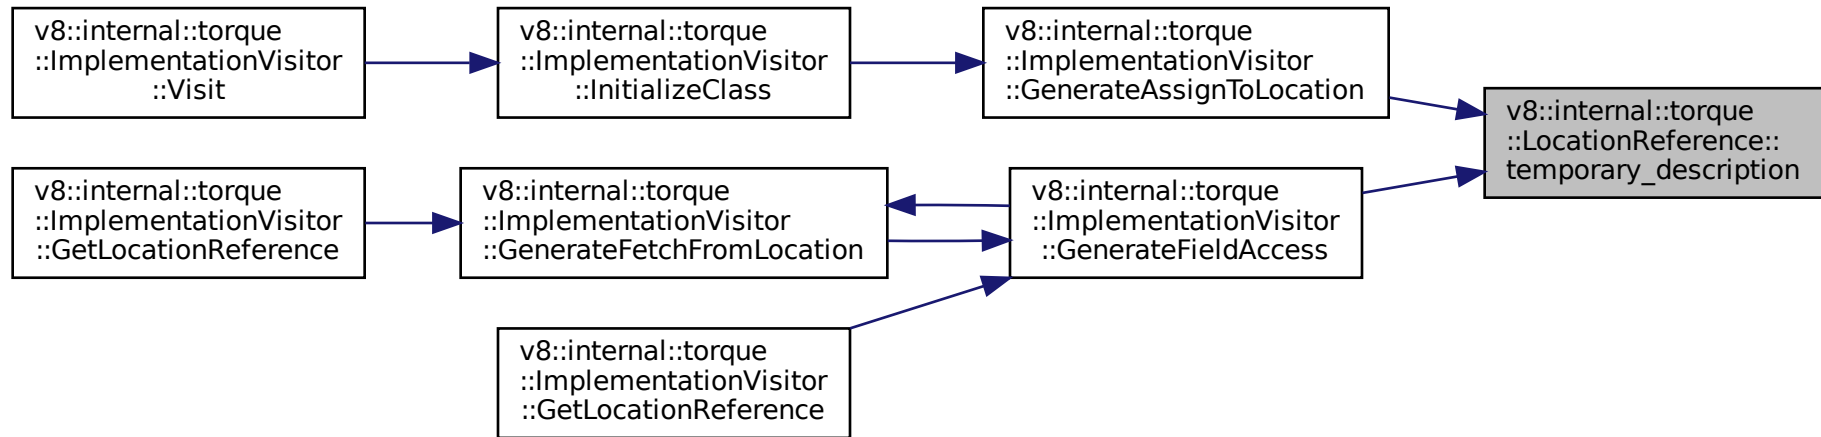 v8::internal::torque
::ImplementationVisitor
::Visit
v8::internal::torque
::ImplementationVisitor
::InitializeClass
v8::internal::torque
::ImplementationVisitor
::GenerateAssignToLocation
v8::internal::torque
::LocationReference::
temporary_description
v8::internal::torque
::ImplementationVisitor
::GetLocationReference
v8::internal::torque
::ImplementationVisitor
::GenerateFetchFromLocation
v8::internal::torque
::ImplementationVisitor
::GenerateFieldAccess
v8::internal::torque
::ImplementationVisitor
::GetLocationReference